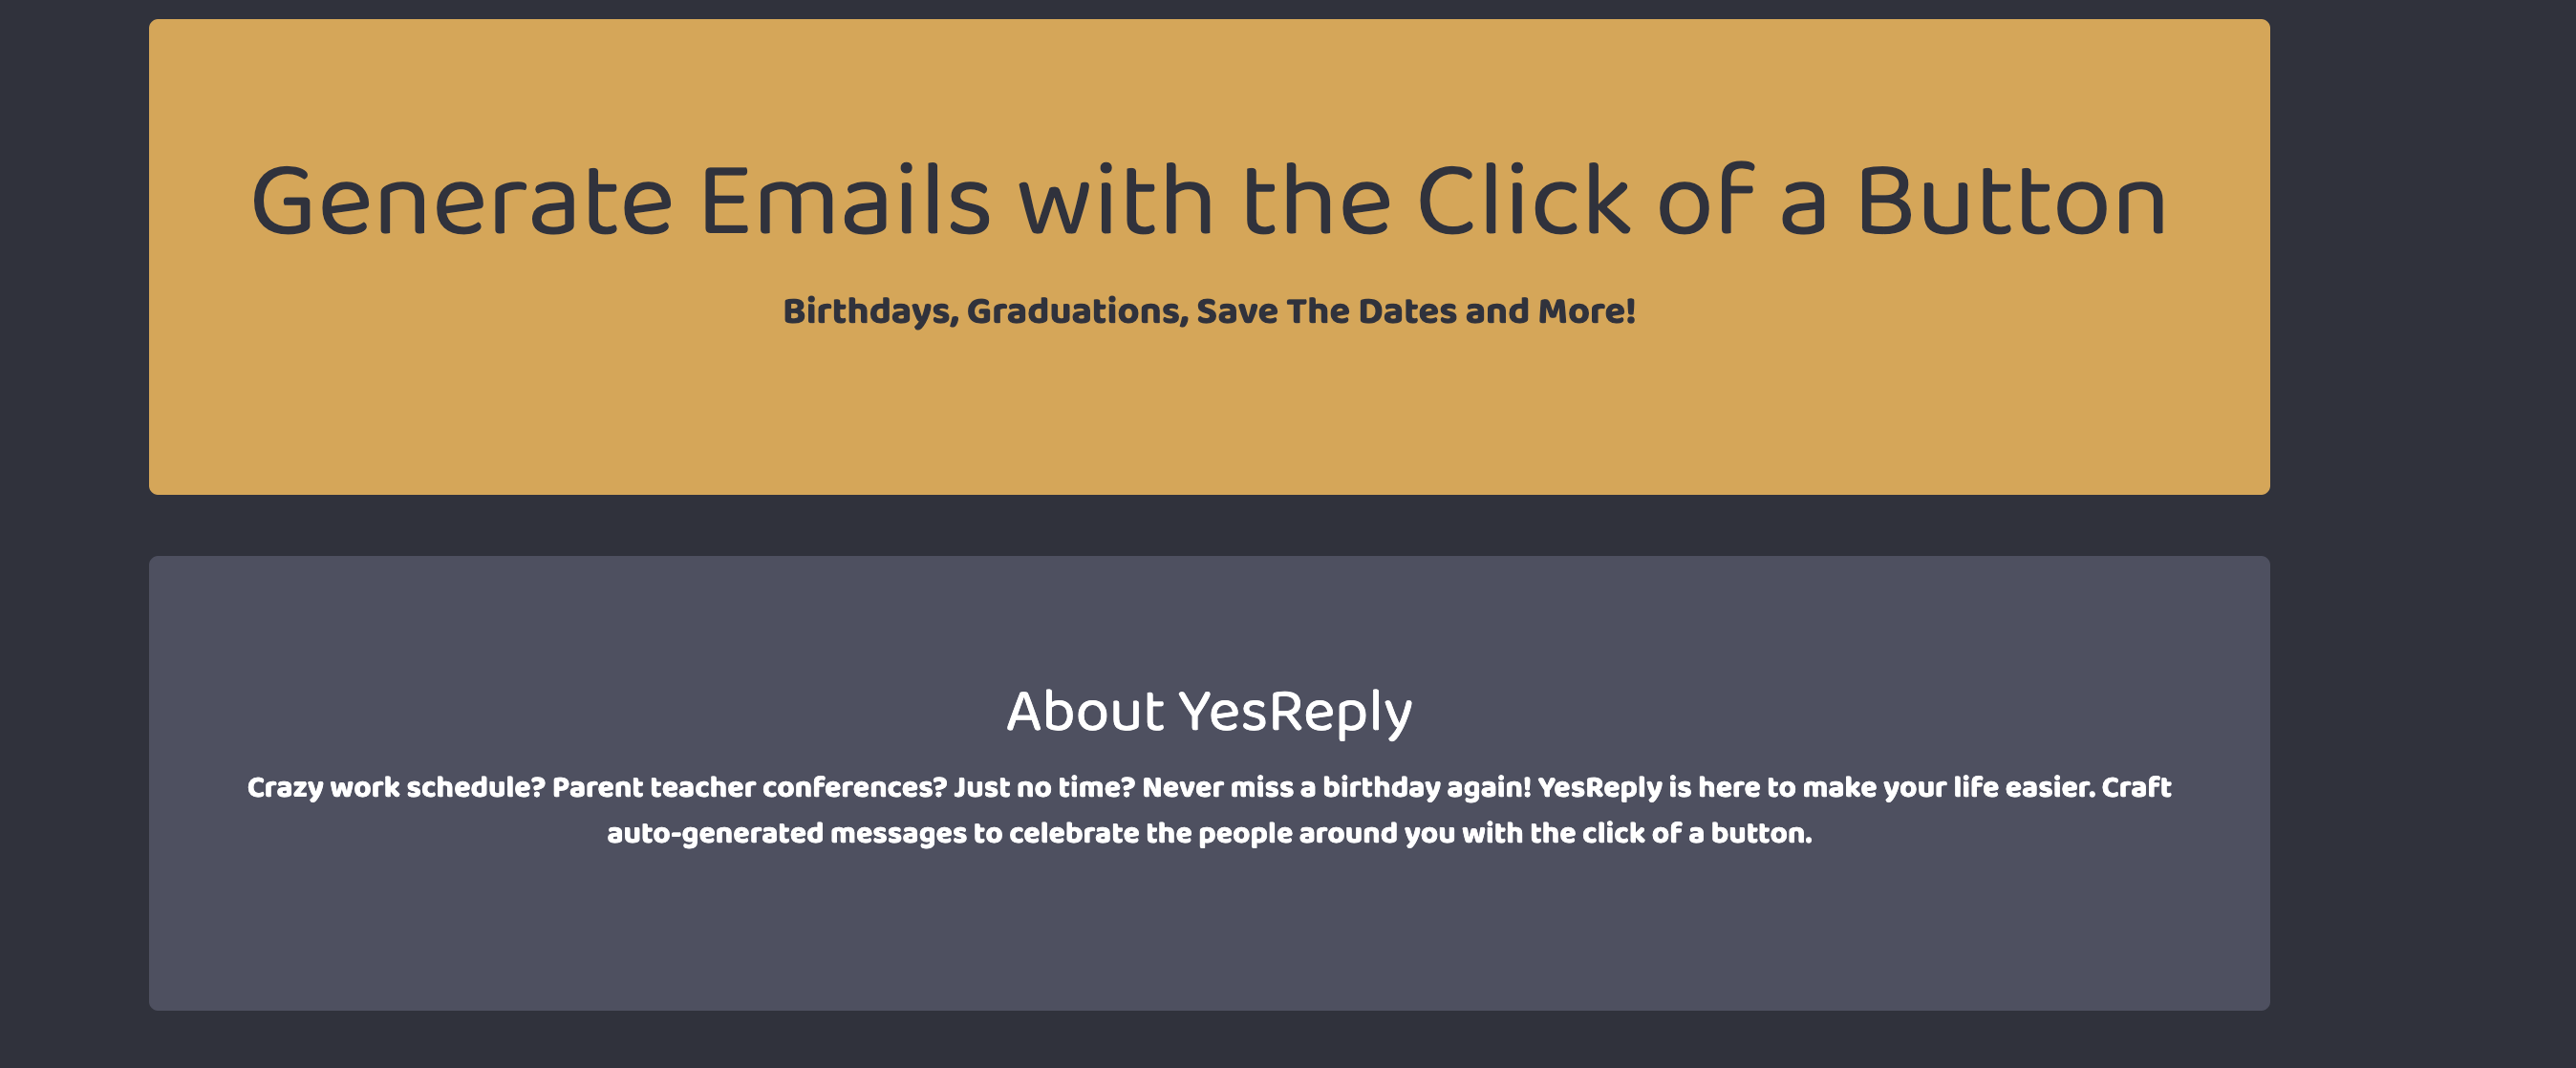 Generate Emails with the Click of a Button
Birthdays, Graduations, Save The Dates and More!
About YesReply
Crazy work schedule? Parent teacher conferences? Just no time? Never miss a birthday again! YesReply is here to make your life easier. Craft
auto-generated messages to celebrate the people around you with the click of a button.